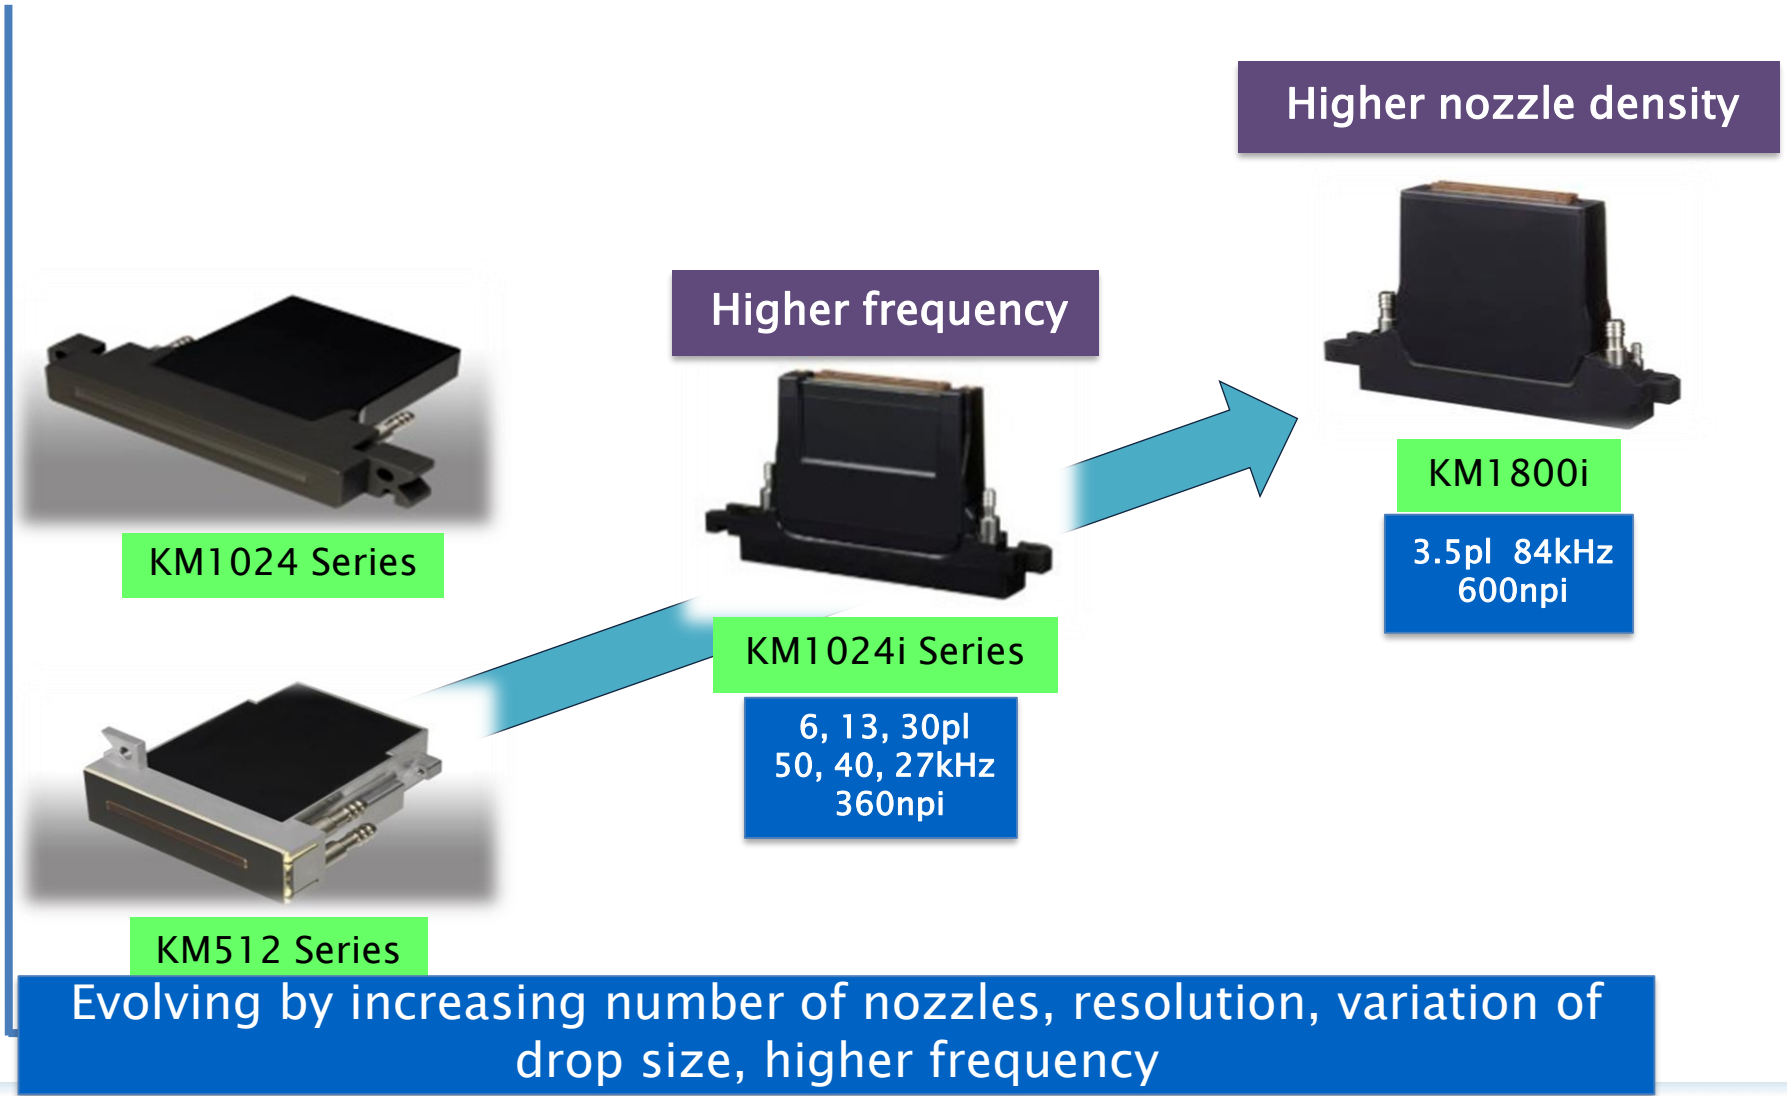 Higher nozzle density
Higher frequency
KM1800i
3.5pl 84kHz
600npi
KM1024 Series
KM1024i Series
6, 13, 30pl
50, 40, 27kHz
360npi
KM512 Series
Evolving by increasing number of nozzles, resolution, variation of
drop size, higher frequency